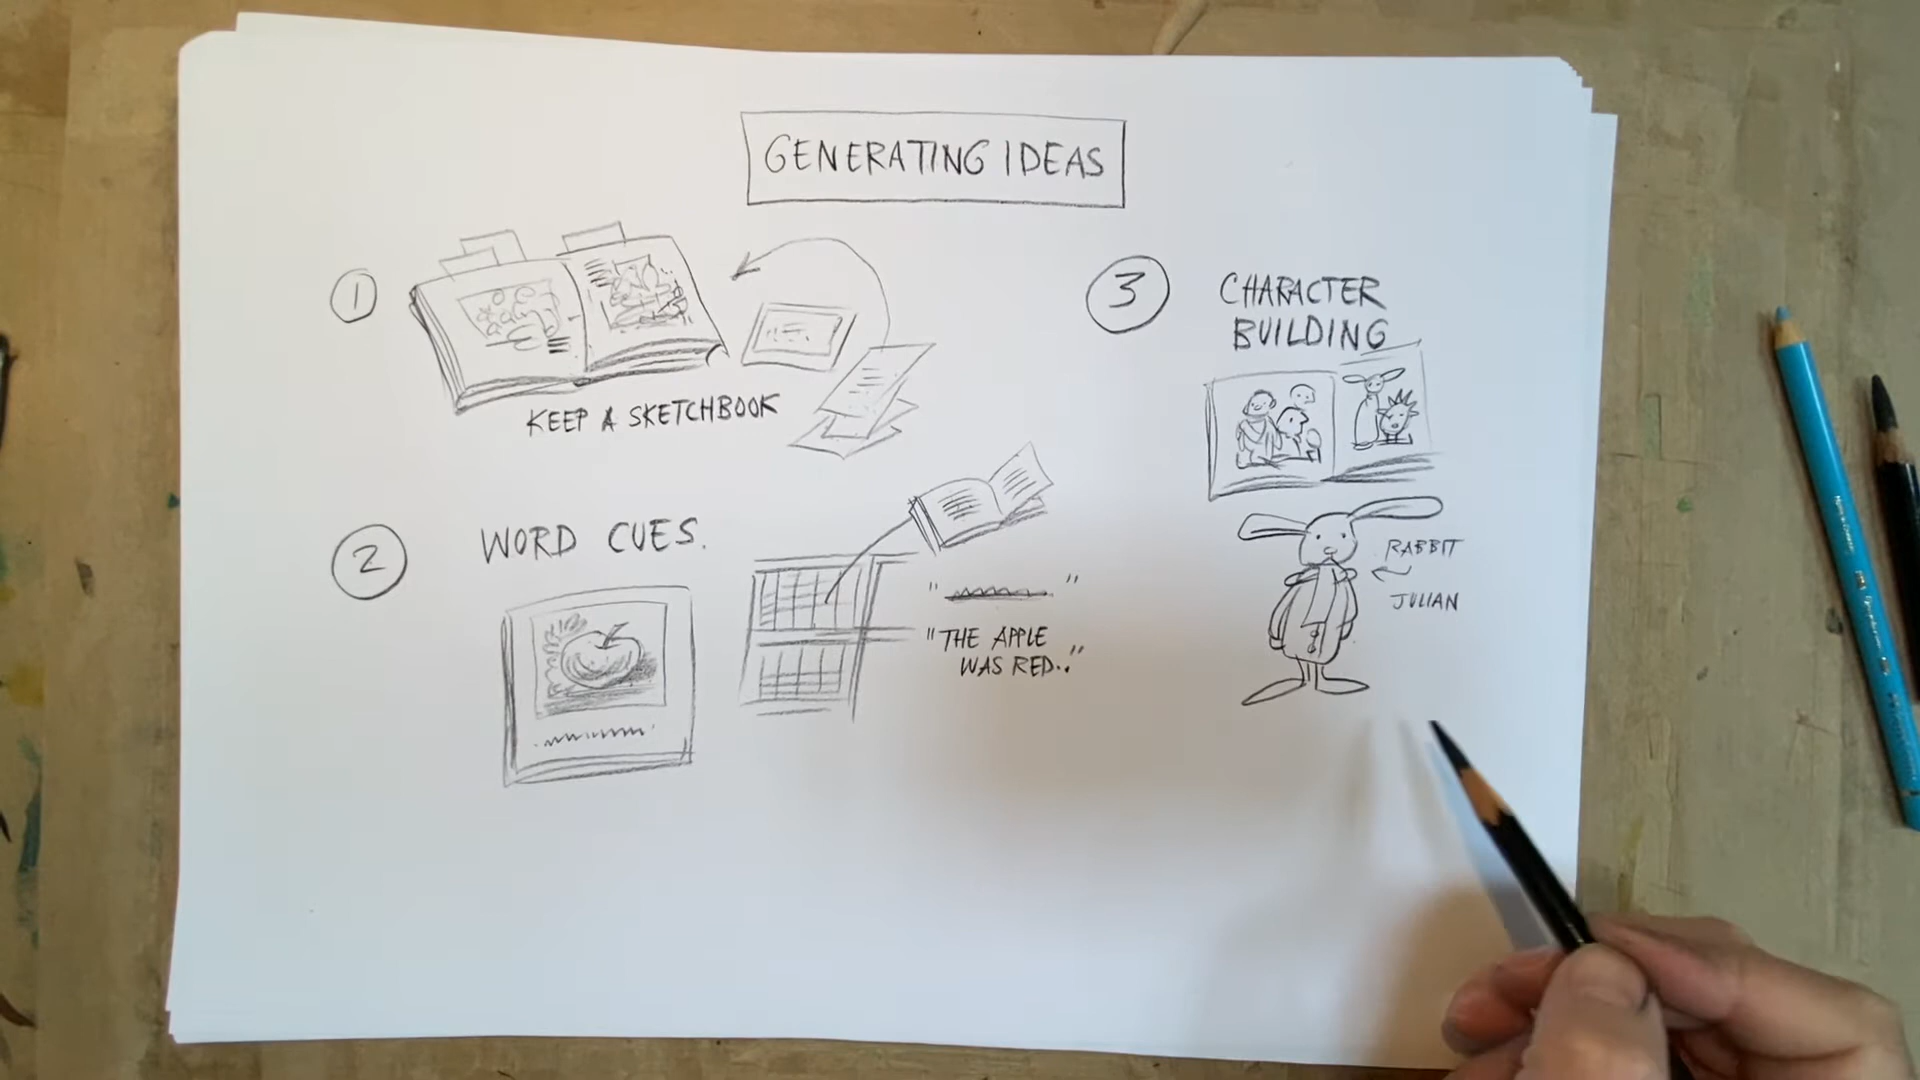 GENERATING IDEAS
1
KEEP A SKETCHBOOK
2
WORD CUES.
"THE APPLE
WAS RED.."
3
CHARACTER
BUILDING
RABBIT
JULIAN